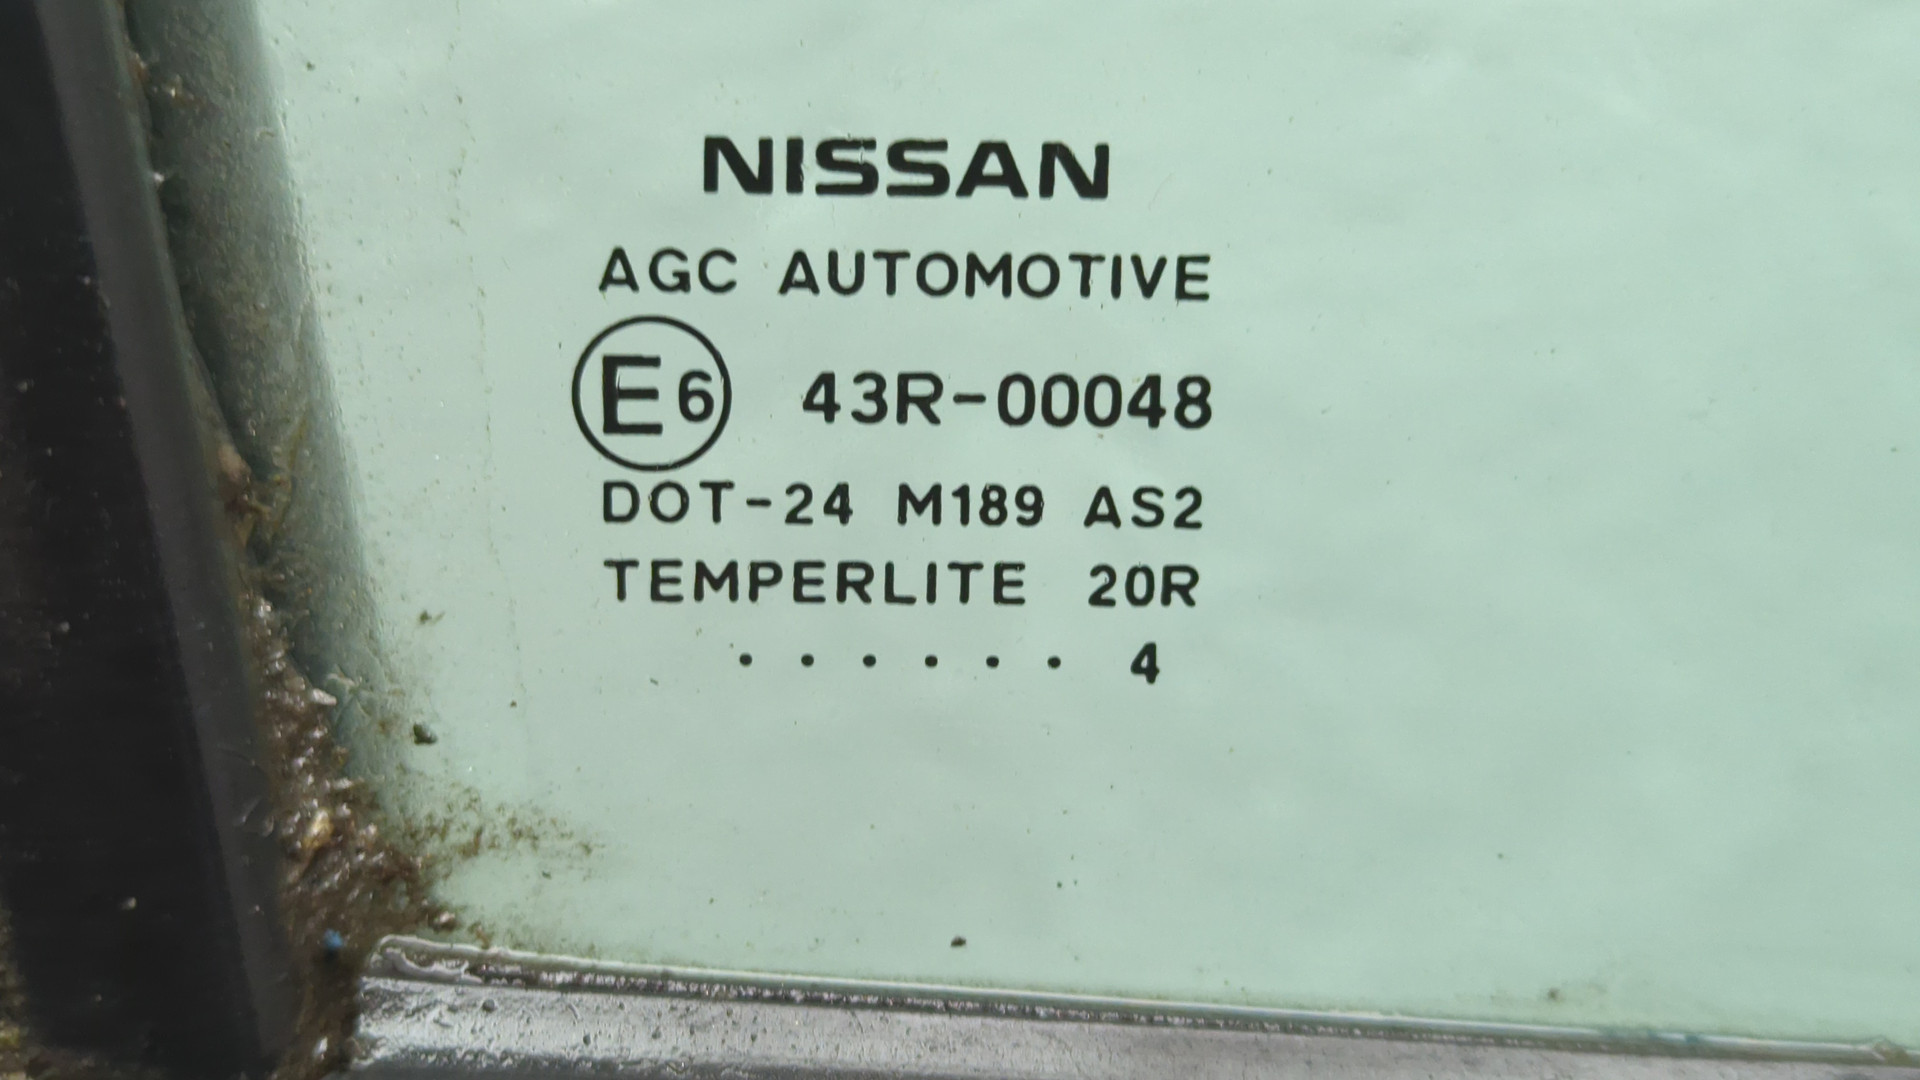 NISSAN
AGC AUTOMOTIVE
E6 43R-00048
DOT-24 M189 AS2
TEMPERLITE 20R
· · · · · · 4